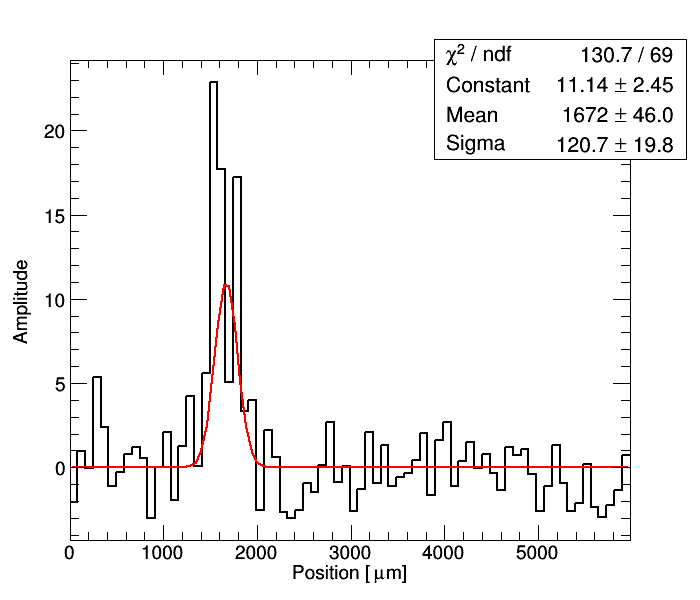 χ² / ndf 130.7 / 69
Constant 11.14 ± 2.45
Mean 1672 ± 46.0
Sigma 120.7 ± 19.8
20
15
10
5
0
Amplitude
0 1000 2000 3000 4000 5000
Position [ μm]